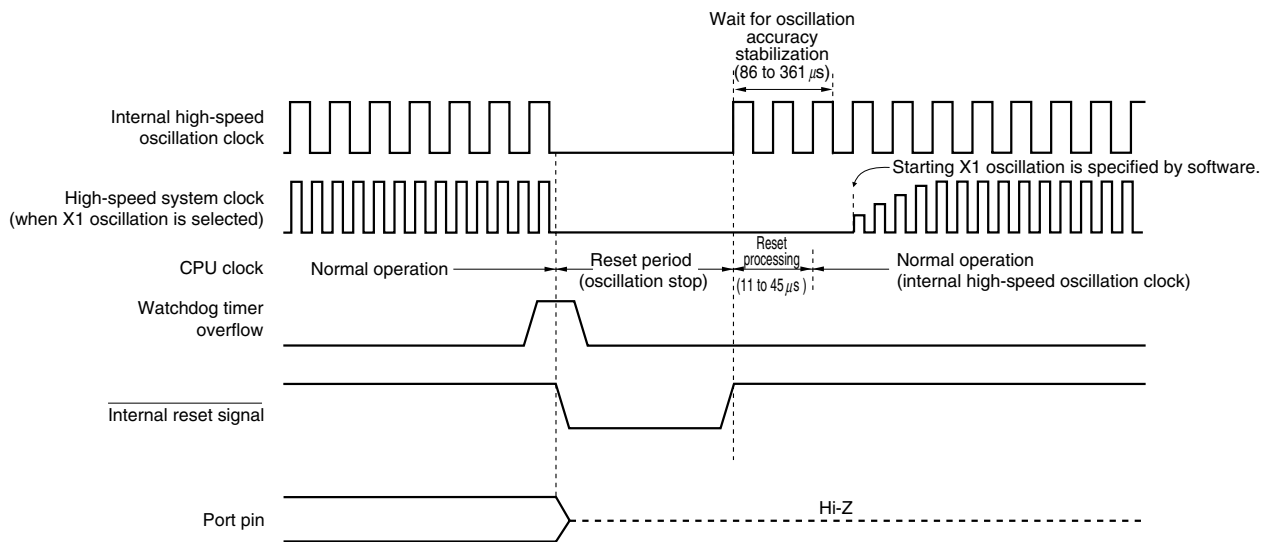 Wait for oscillation
accuracy
stabilization
(86 to 361 μs)
Internal high-speed
oscillation clock
Starting X1 oscillation is specified by software.
High-speed system clock
(when X1 oscillation is selected)
CPU clock
Normal operation
Reset period
(oscillation stop)
Reset
processing
(11 to 45 μs )
Normal operation
(internal high-speed oscillation clock)
Watchdog timer
overflow
Internal reset signal
Hi-Z
Port pin